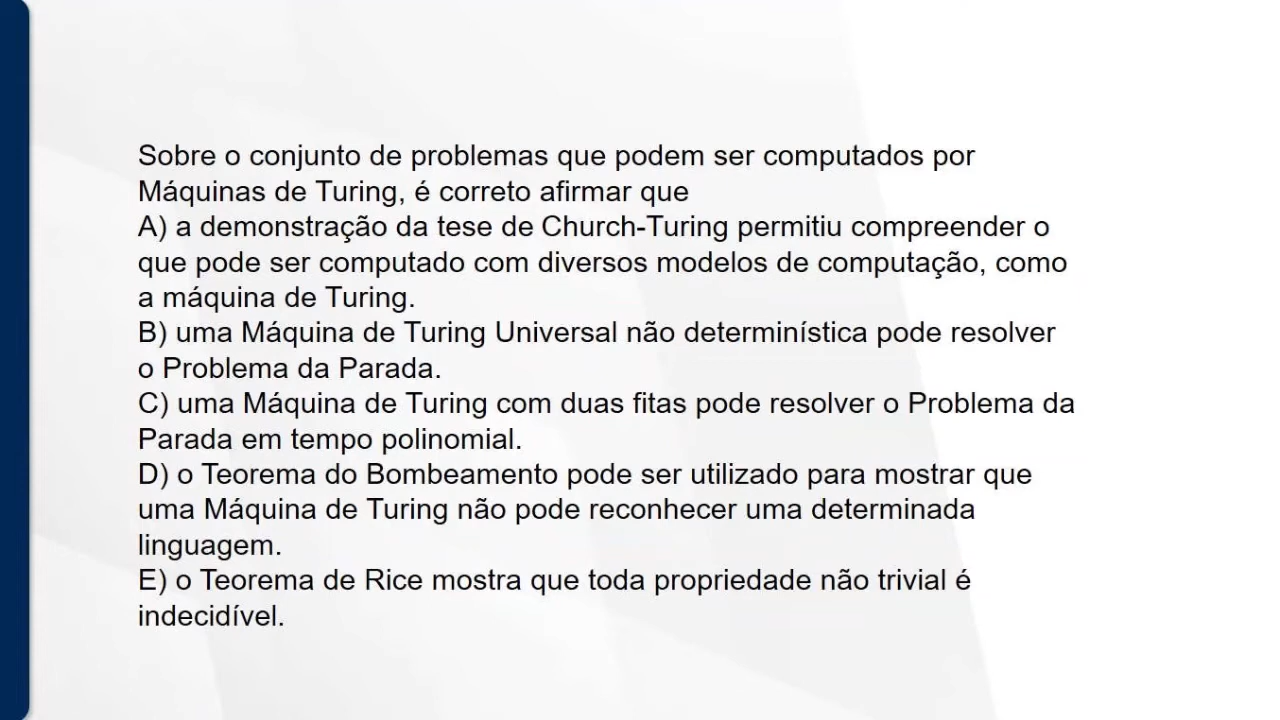 Sobre o conjunto de problemas que podem ser computados por
Máquinas de Turing, é correto afirmar que
A) a demonstração da tese de Church-Turing permitiu compreender o
que pode ser computado com diversos modelos de computação, como
a máquina de Turing.
B) uma Máquina de Turing Universal não determinística pode resolver
o Problema da Parada.
C) uma Máquina de Turing com duas fitas pode resolver o Problema da
Parada em tempo polinomial.
D) o Teorema do Bombeamento pode ser utilizado para mostrar que
uma Máquina de Turing não pode reconhecer uma determinada
linguagem.
E) o Teorema de Rice mostra que toda propriedade não trivial é
indecidível.